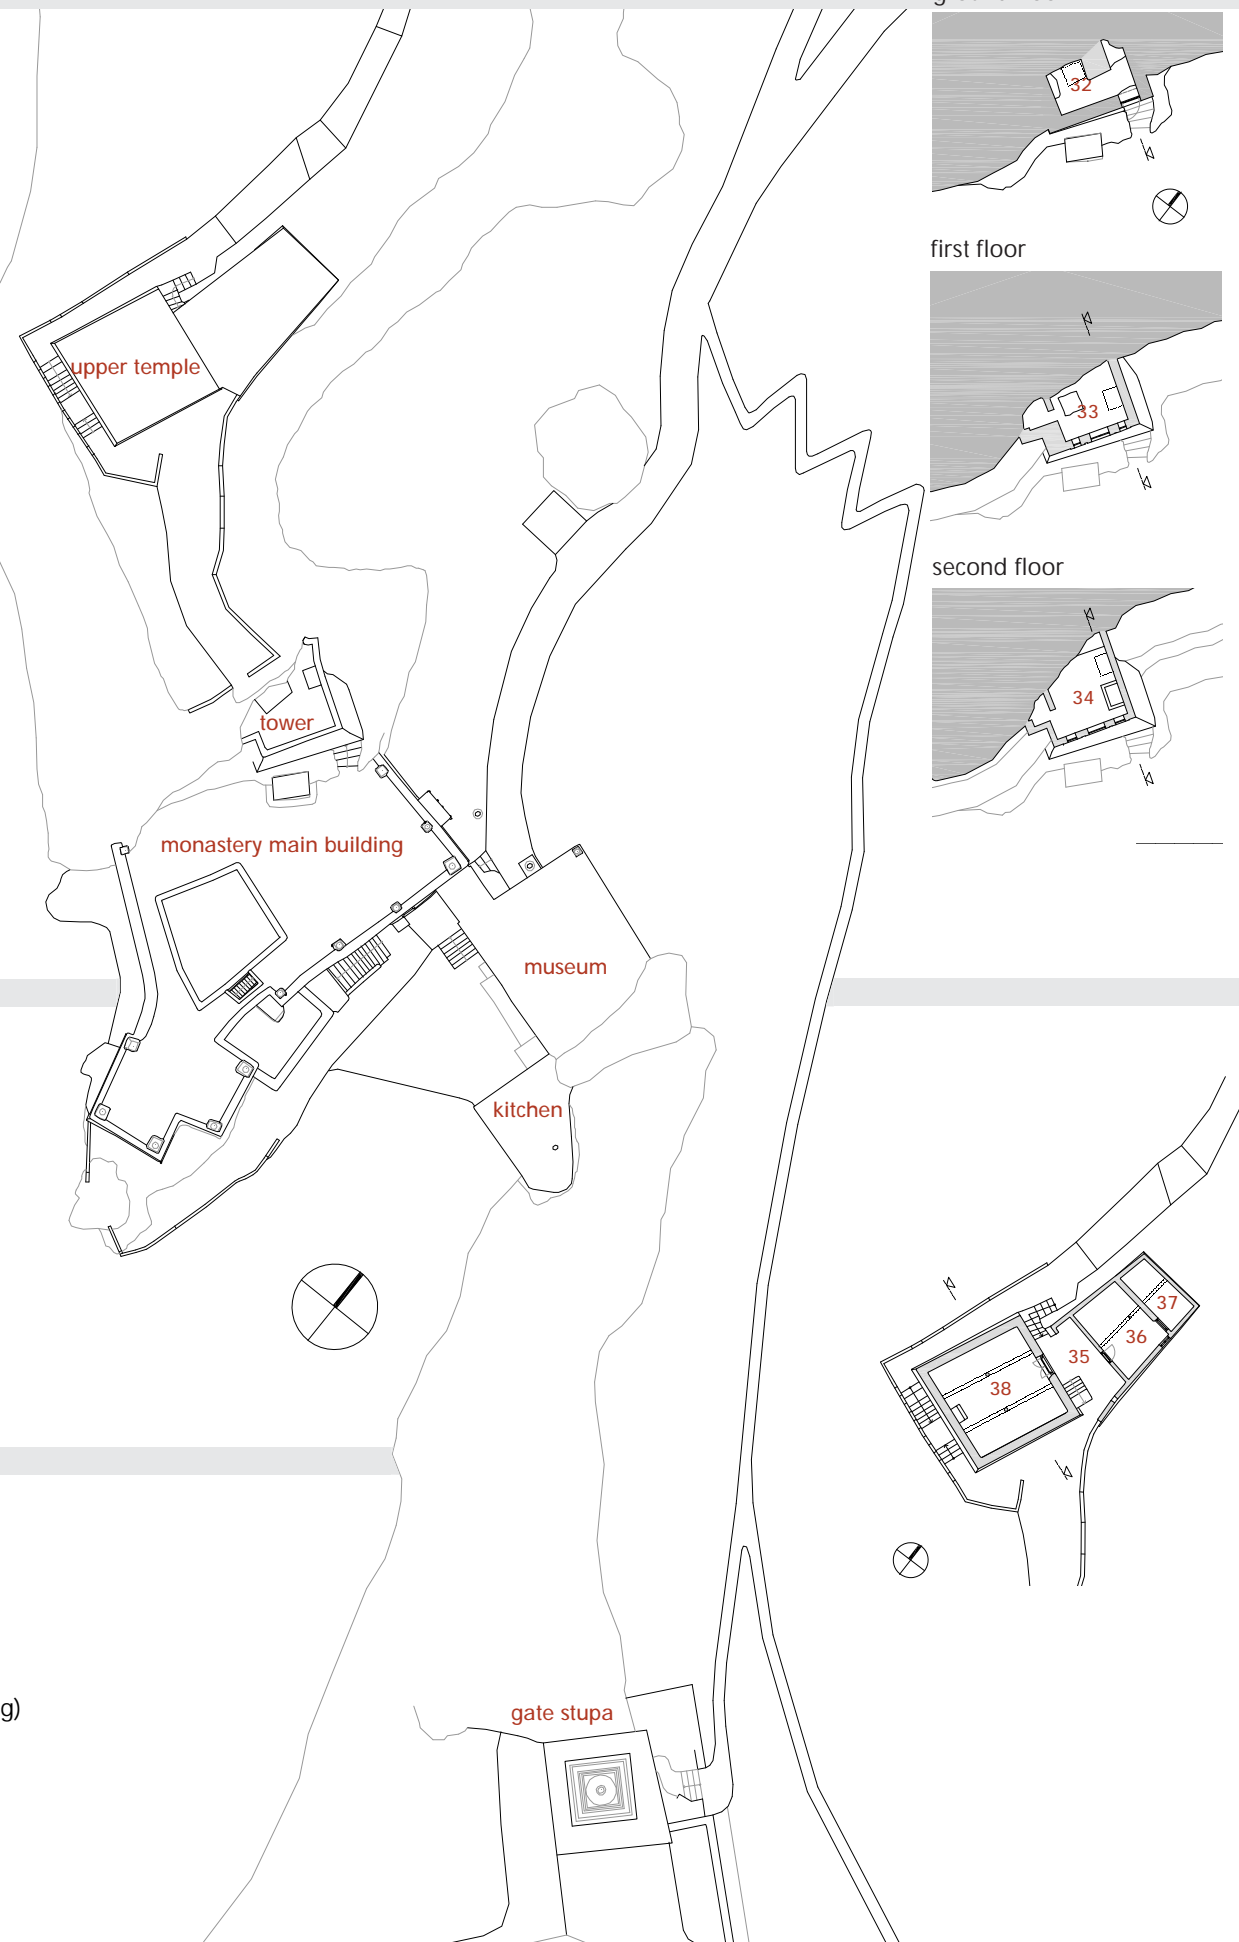 32
first floor
33
second floor
34
upper temple
tower
monastery main building
museum
kitchen
37
36
35
38
g)
gate stupa